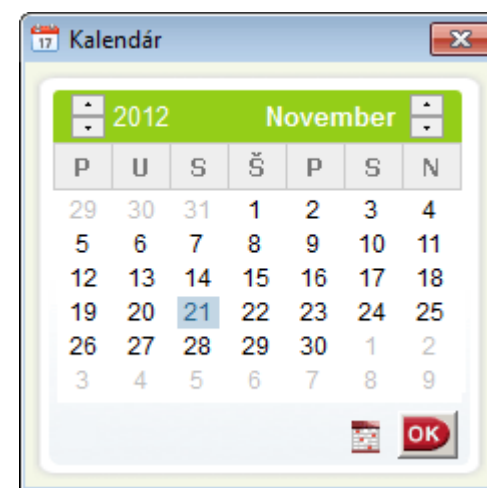 17 Kalendár
2012 November
P U S Š P S N
29 30 31 1 2 3 4
5 6 7 8 9 10 11
12 13 14 15 16 17 18
19 20 21 22 23 24 25
26 27 28 29 30 1 2
3 4 5 6 7 8 9
OK